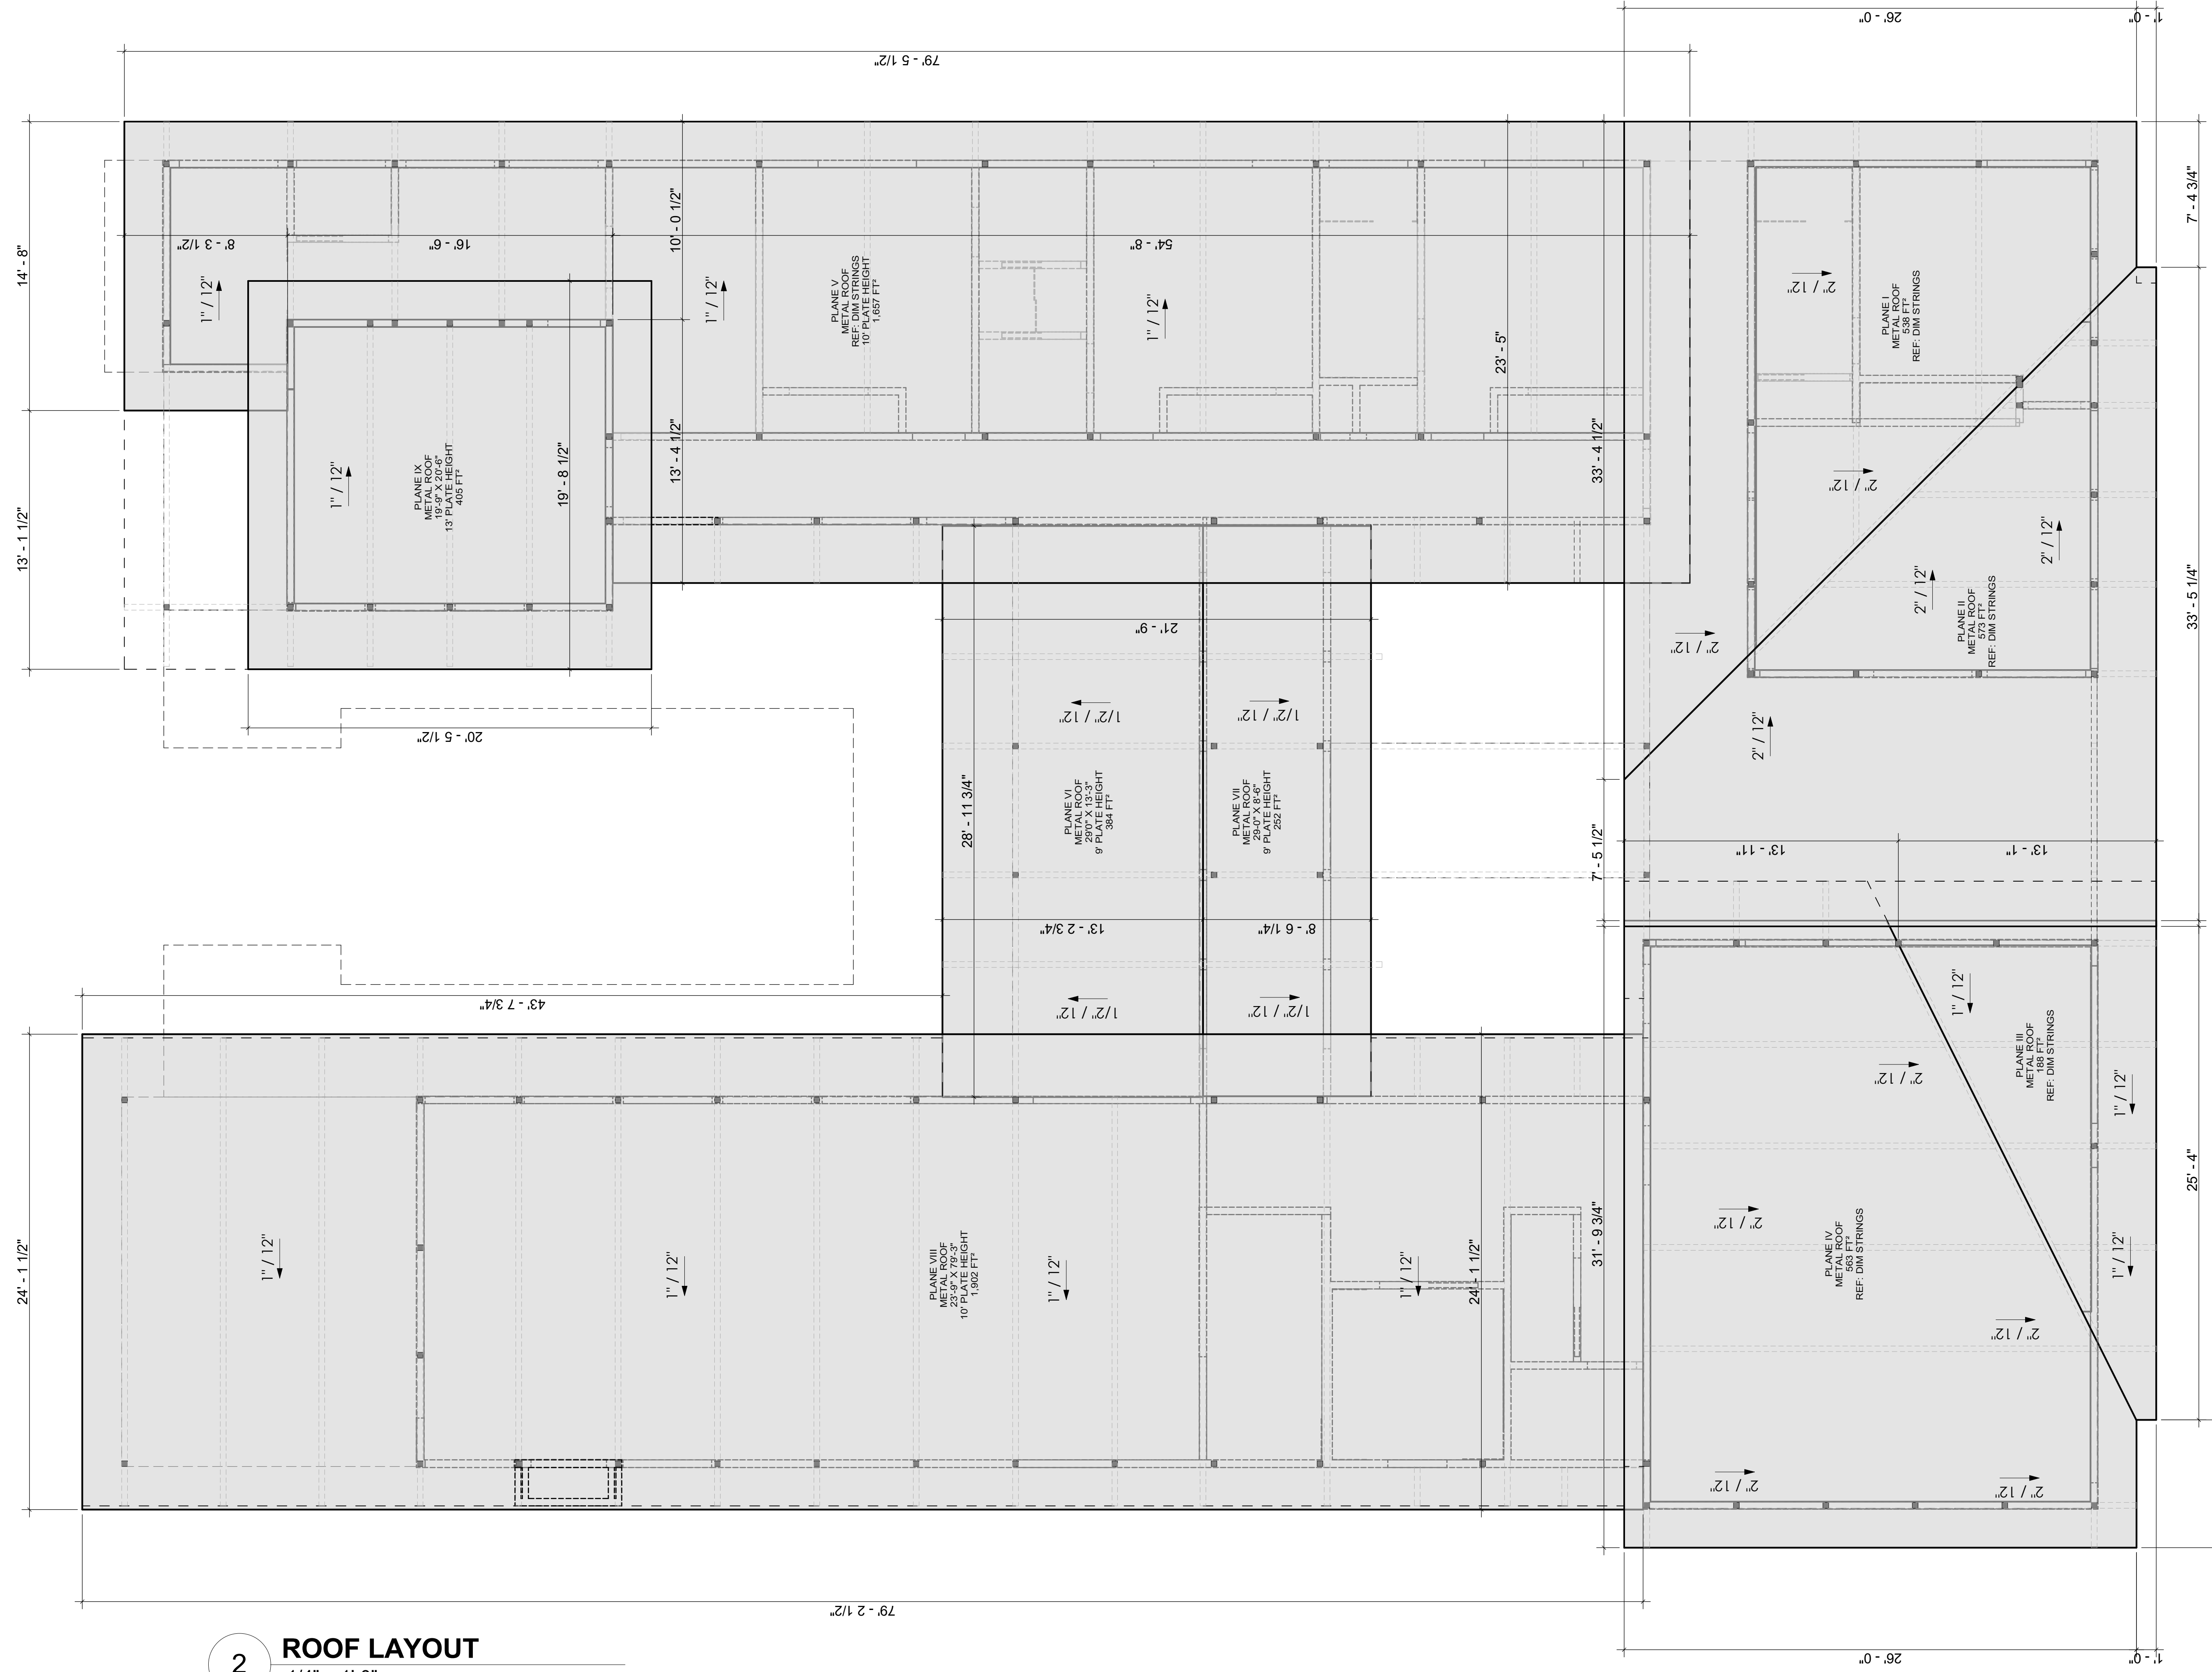 26' - 0"
1' - 0"
79' - 5 1/2"
14' - 8"
13' - 1 1/2"
8' - 3 1/2"
16' - 6"
10' - 0 1/2"
54' - 8"
7' - 4 3/4"
1" / 12"
1" / 12"
1" / 12"
PLANE V
METAL ROOF
REF: DIM STRINGS
10' PLATE HEIGHT
1,657 FT²
2" / 12"
PLANE I
METAL ROOF
538 FT²
REF: DIM STRINGS
23' - 5"
1" / 12"
PLANE IX
METAL ROOF
19'-9" X 20'-6"
13' PLATE HEIGHT
405 FT²
19' - 8 1/2"
13' - 4 1/2"
33' - 4 1/2"
2" / 12"
2" / 12"
2" / 12"
PLANE II
METAL ROOF
573 FT²
REF: DIM STRINGS
33' - 5 1/4"
21' - 9"
2" / 12"
20' - 5 1/2"
1/2" / 12"
1/2" / 12"
2" / 12"
28' - 11 3/4"
PLANE VI
METAL ROOF
29'0" X 13'-3"
9' PLATE HEIGHT
384 FT²
PLANE VII
METAL ROOF
29-0" X 8'-6"
9' PLATE HEIGHT
252 FT²
7' - 5 1/2"
13' - 11"
13' - 1"
13' - 2 3/4"
8' - 6 1/4"
43' - 7 3/4"
1/2" / 12"
1/2" / 12"
1" / 12"
2" / 12"
PLANE III
METAL ROOF
188 FT²
REF: DIM STRINGS
1" / 12"
25' - 4"
24' - 1 1/2"
1" / 12"
1" / 12"
PLANE VIII
METAL ROOF
23'-9" X 79'-3"
10' PLATE HEIGHT
1,902 FT²
1" / 12"
1" / 12"
24' - 1 1/2"
31' - 9 3/4"
2" / 12"
PLANE IV
METAL ROOF
563 FT²
REF: DIM STRINGS
1" / 12"
2" / 12"
2" / 12"
2" / 12"
79' - 2 1/2"
2
ROOF LAYOUT
26' - 0"
1' - 0"